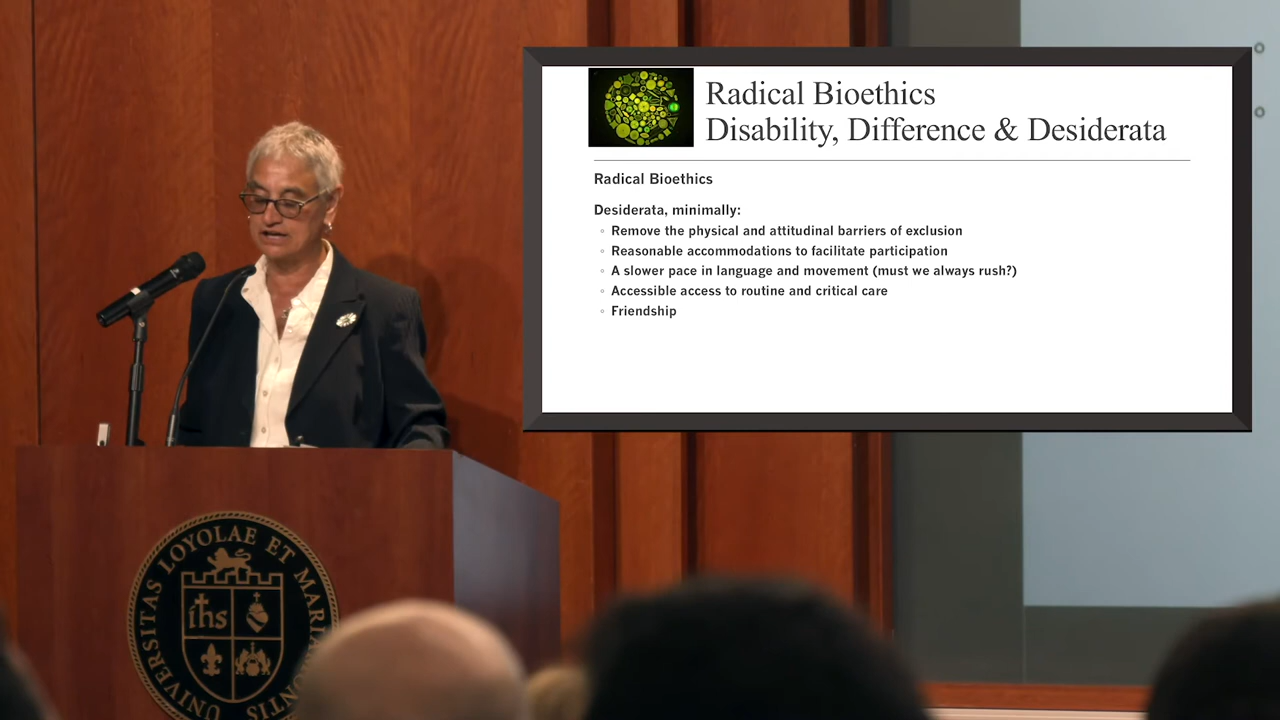 Radical Bioethics
Disability, Difference & Desiderata
Radical Bioethics
Desiderata, minimally:
Remove the physical and attitudinal barriers of exclusion
Reasonable accommodations to facilitate participation
A slower pace in language and movement (must we always rush?)
Accessible access to routine and critical care
Friendship
UNIVERSITAS LOYOLAE ET
ihs